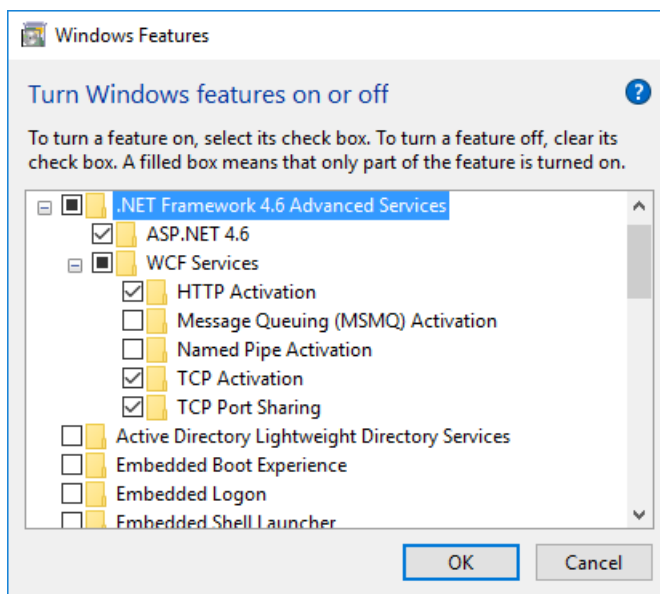 Windows Features
Turn Windows features on or off
?
To turn a feature on, select its check box. To turn a feature off, clear its
check box. A filled box means that only part of the feature is turned on.
.NET Framework 4.6 Advanced Services
ASP.NET 4.6
WCF Services
HTTP Activation
Message Queuing (MSMQ) Activation
Named Pipe Activation
TCP Activation
TCP Port Sharing
Active Directory Lightweight Directory Services
Embedded Boot Experience
Embedded Logon
Embedded Shell Launcher
OK
Cancel